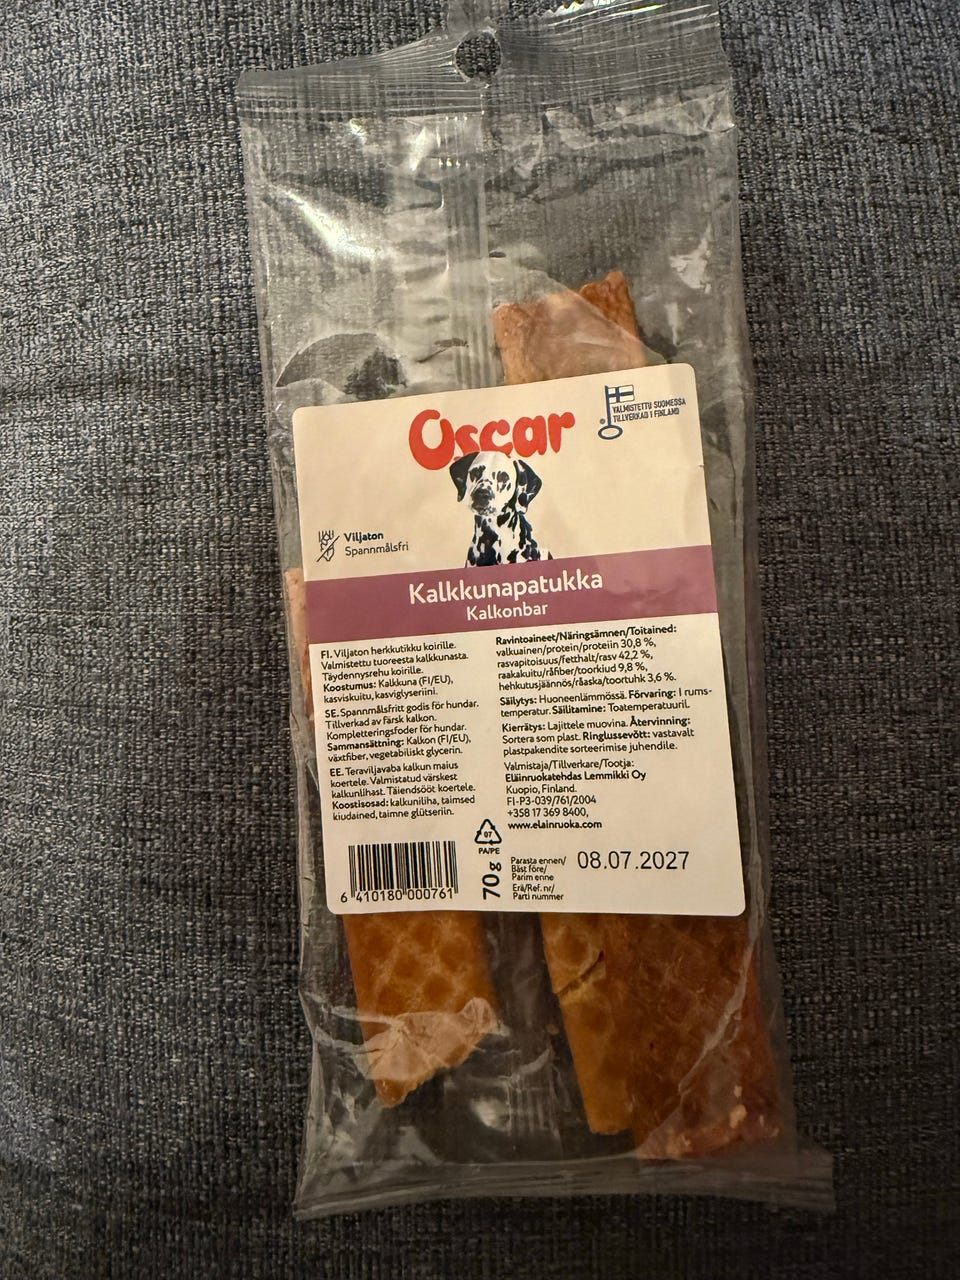 Oscar
VALMISTETTU SUOMESSA
TILLVERKAD I FINLAND
Viljaton
Spannmålsfri
Kalkkunapatukka
Kalkonbar
FI. Viljaton herkkutikku koirille.
Valmistettu tuoreesta kalkkunasta.
Täydennysrehu koirille.
Koostumus: Kalkkuna (FI/EU),
kasviskuitu, kasviglyseriini.
SE. Spannmålsfritt godis för hundar.
Tillverkad av färsk kalkon.
Kompletteringsfoder för hundar.
Sammansättning: Kalkon (FI/EU),
växtfiber, vegetabiliskt glycerin.
EE. Teraviljavaba kalkun maius
koertele. Valmistatud värskest
kalkunlihast. Täiendsööt koertele.
Koostisosad: kalkuniliha, taimsed
kiudained, taimne glütseriin.
6 410180 000761
07
PA/PE
70 g
Ravintoaineet/Näringsämnen/Toitained:
valkuainen/protein/proteiin 30,8 %,
rasvapitoisuus/fetthalt/rasv 42,2 %,
raakakuitu/råfiber/toorkiud 9,8 %,
hehkutusjäännös/råaska/toortuhk 3,6 %.
Säilytys: Huoneenlämmössä. Förvaring: I rums-
temperatur. Säilitamine: Toatemperatuuril.
Kierrätys: Lajittele muovina. Återvinning:
Sortera som plast. Ringlussevõtt: vastavalt
plastpakendite sorteerimise juhendile.
Valmistaja/Tillverkare/Tootja:
Eläinruokatehdas Lemmikki Oy
Kuopio, Finland.
FI-P3-039/761/2004
+358 17 369 8400,
www.elainruoka.com
Parasta ennen/
Bäst före/
Parim enne
08.07.2027
Erä/Ref. nr/
Parti nummer